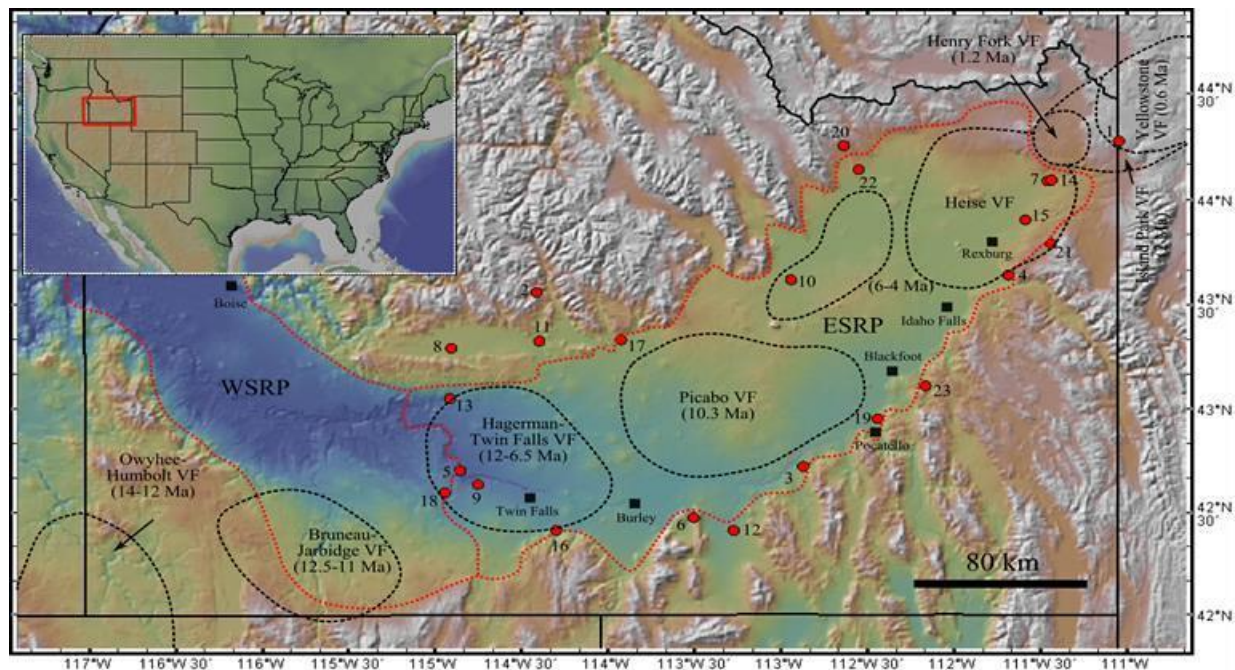 Henry Fork VF
(1.2 Ma)
Yellowstone
VF (0.6 Ma)
Island Park VF
1
20
22
7
14
Heise VF
15
Rexburg
21
4
10
(6-4 Ma)
ESRP
Idaho Falls
2
Boise
11
8
17
Blackfoot
WSRP
13
Picabo VF
(10.3 Ma)
23
Hagerman-
Twin Falls VF
(12-6.5 Ma)
19
Pocatello
Owyhee-
Humbolt VF
(14-12 Ma)
5
9
18
3
Twin Falls
Burley
6
12
16
Bruneau-
Jarbidge VF
(12.5-11 Ma)
80 km
44°N
30'
44°N
30'
43°N
30'
43°N
30'
42°N
30'
42°N
117°W
116°W
30'
116°W
115°W
30'
115°W
114°W
30'
114°W
113°W
30'
113°W
112°W
30'
112°W
111°W
30'
111°W